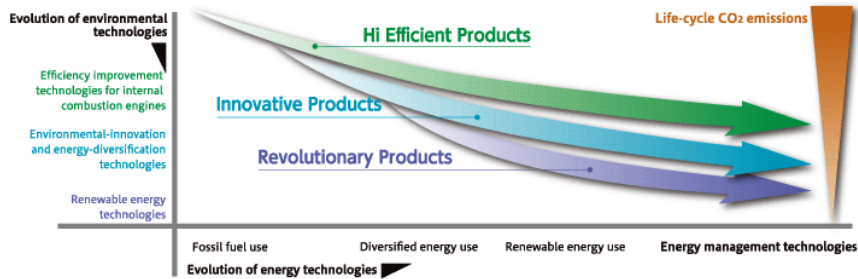 Evolution of environmental
technologies
Efficiency improvement
technologies for internal
combustion engines
Environmental-innovation
and energy-diversification
technologies
Renewable energy
technologies
Hi Efficient Products
Innovative Products
Revolutionary Products
Life-cycle CO2 emissions
Fossil fuel use
Diversified energy use
Renewable energy use
Energy management technologies
Evolution of energy technologies